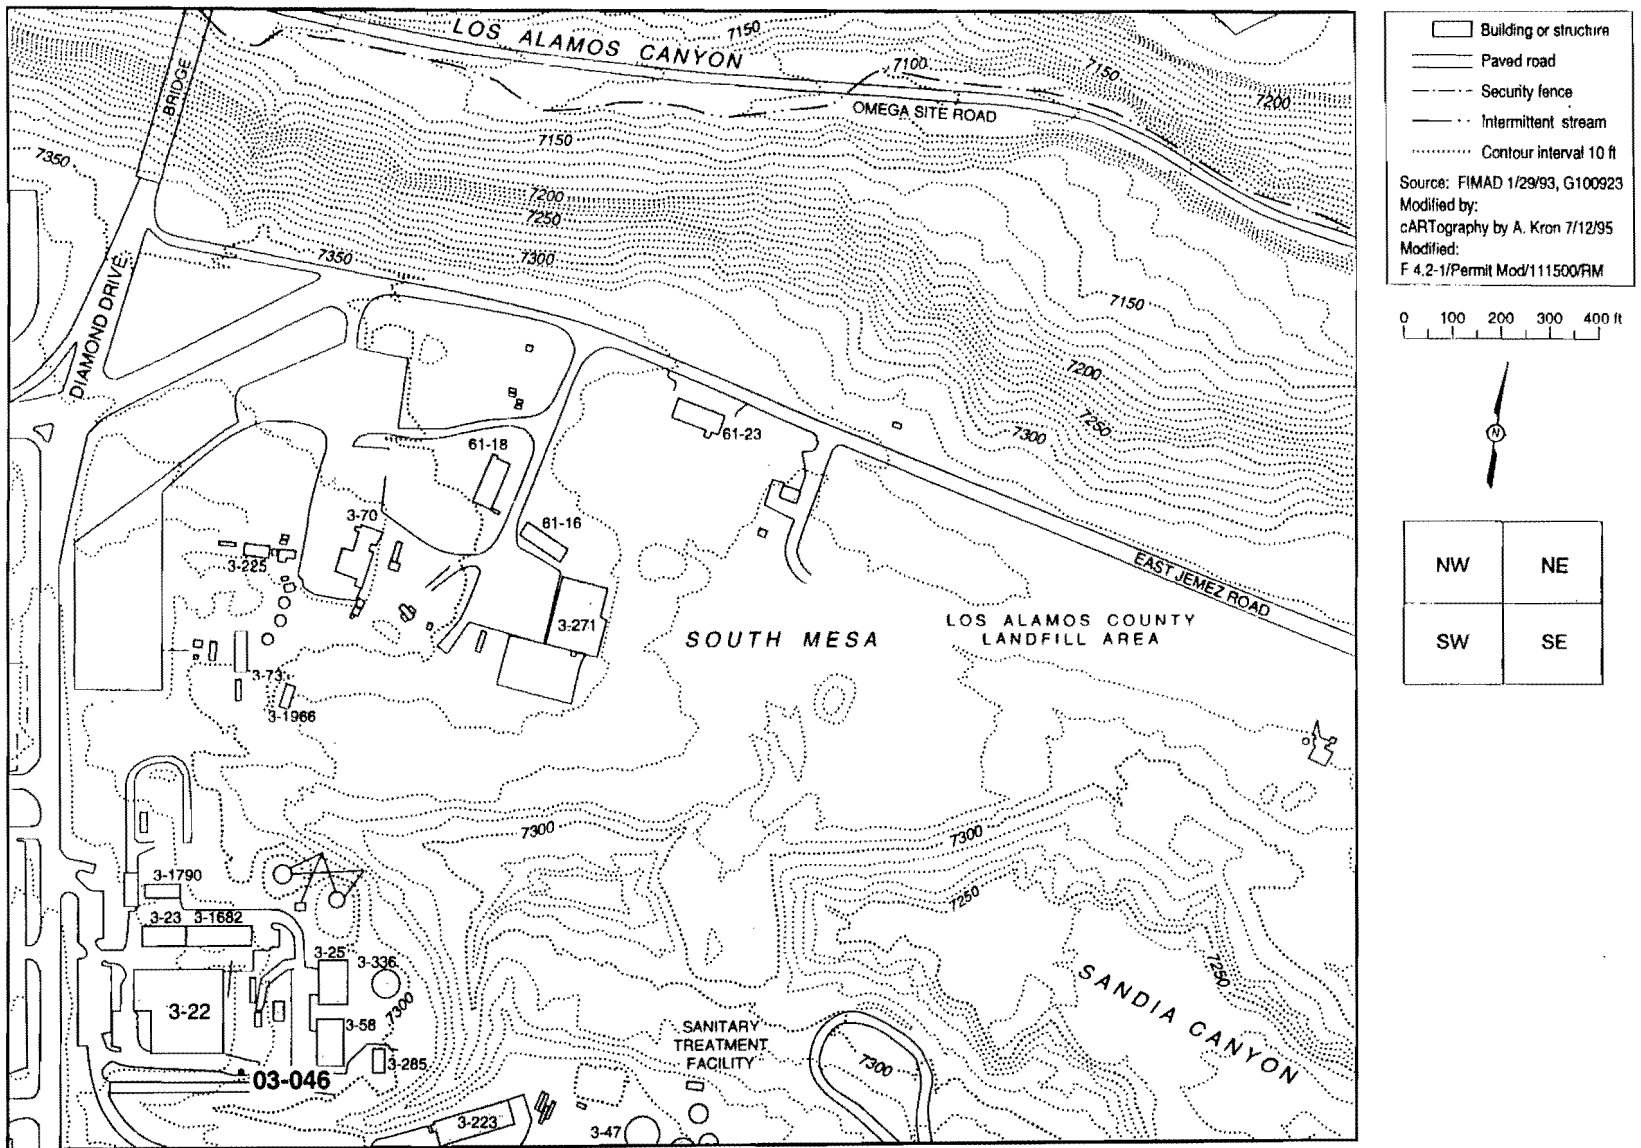 LOS ALAMOS CANYON
7150
7100
7150
7200
BRIDGE
OMEGA SITE ROAD
7350
7150
7200
7250
7350
7300
DIAMOND DRIVE
7150
7200
7250
7300
61-23
61-18
61-16
3-70
3-225
EAST JEMEZ ROAD
3-271
SOUTH MESA
LOS ALAMOS COUNTY
LANDFILL AREA
3-73
3-1966
7300
7300
3-1790
7250
3-23
3-1682
3-25
3-336
7250
SANDIA CANYON
3-22
7300
3-58
SANITARY
TREATMENT
FACILITY
7300
3-285
03-046
3-223
3-47
Building or structure
Paved road
Security fence
Intermittent stream
Contour interval 10 ft
Source: FIMAD 1/29/93, G100923
Modified by:
cARTography by A. Kron 7/12/95
Modified:
F 4.2-1/Permit Mod/111500/RM
0 100 200 300 400 ft
N
NW NE
SW SE